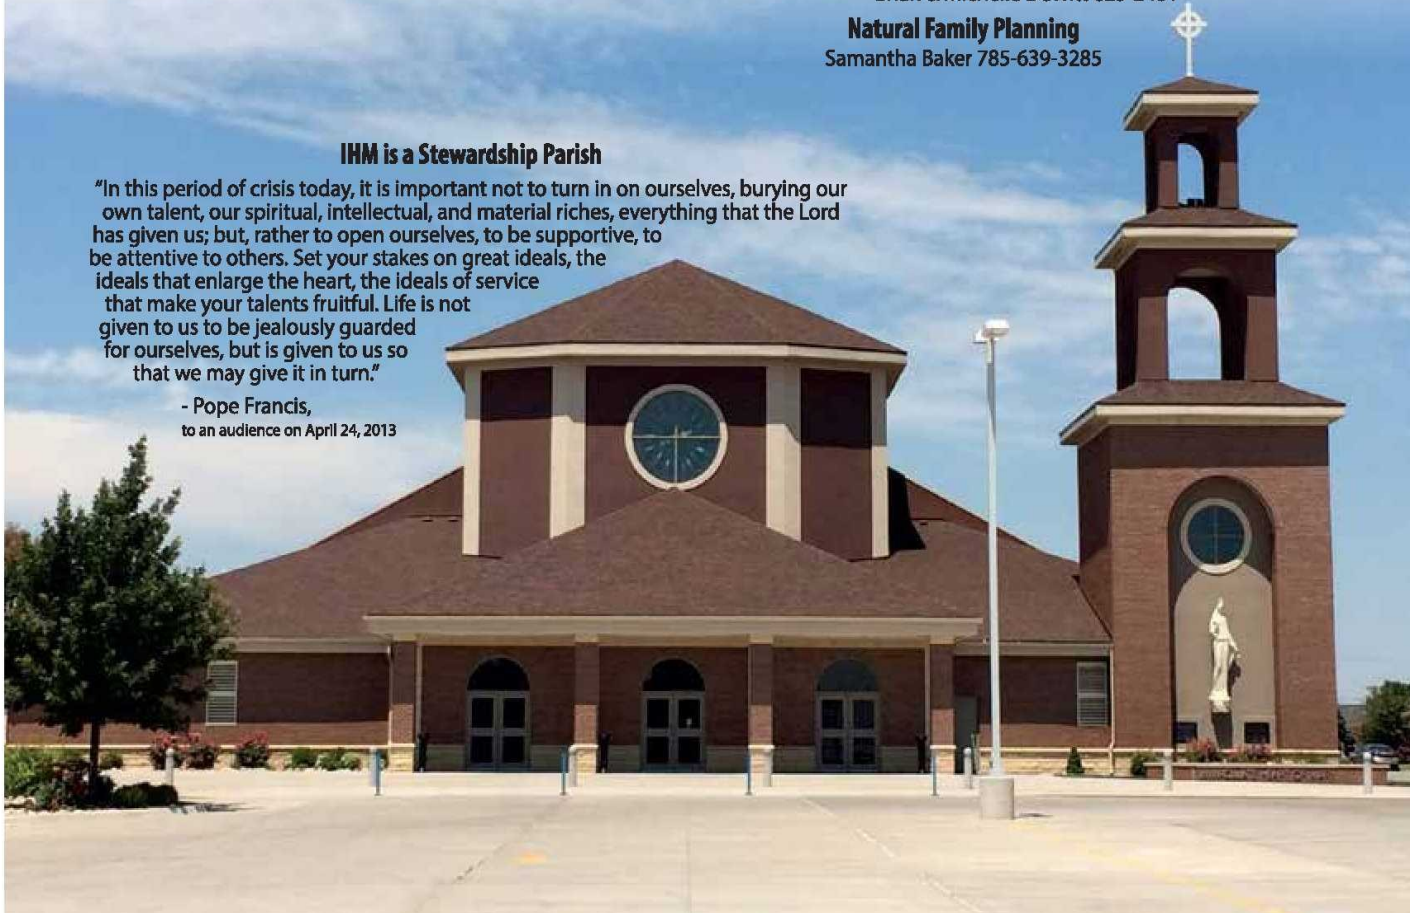 Natural Family Planning
Samantha Baker 785-639-3285
IHM is a Stewardship Parish
"In this period of crisis today, it is important not to turn in on ourselves, burying our
own talent, our spiritual, intellectual, and material riches, everything that the Lord
has given us; but, rather to open ourselves, to be supportive, to
be attentive to others. Set your stakes on great ideals, the
ideals that enlarge the heart, the ideals of service
that make your talents fruitful. Life is not
given to us to be jealously guarded
for ourselves, but is given to us so
that we may give it in turn."
- Pope Francis,
to an audience on April 24, 2013